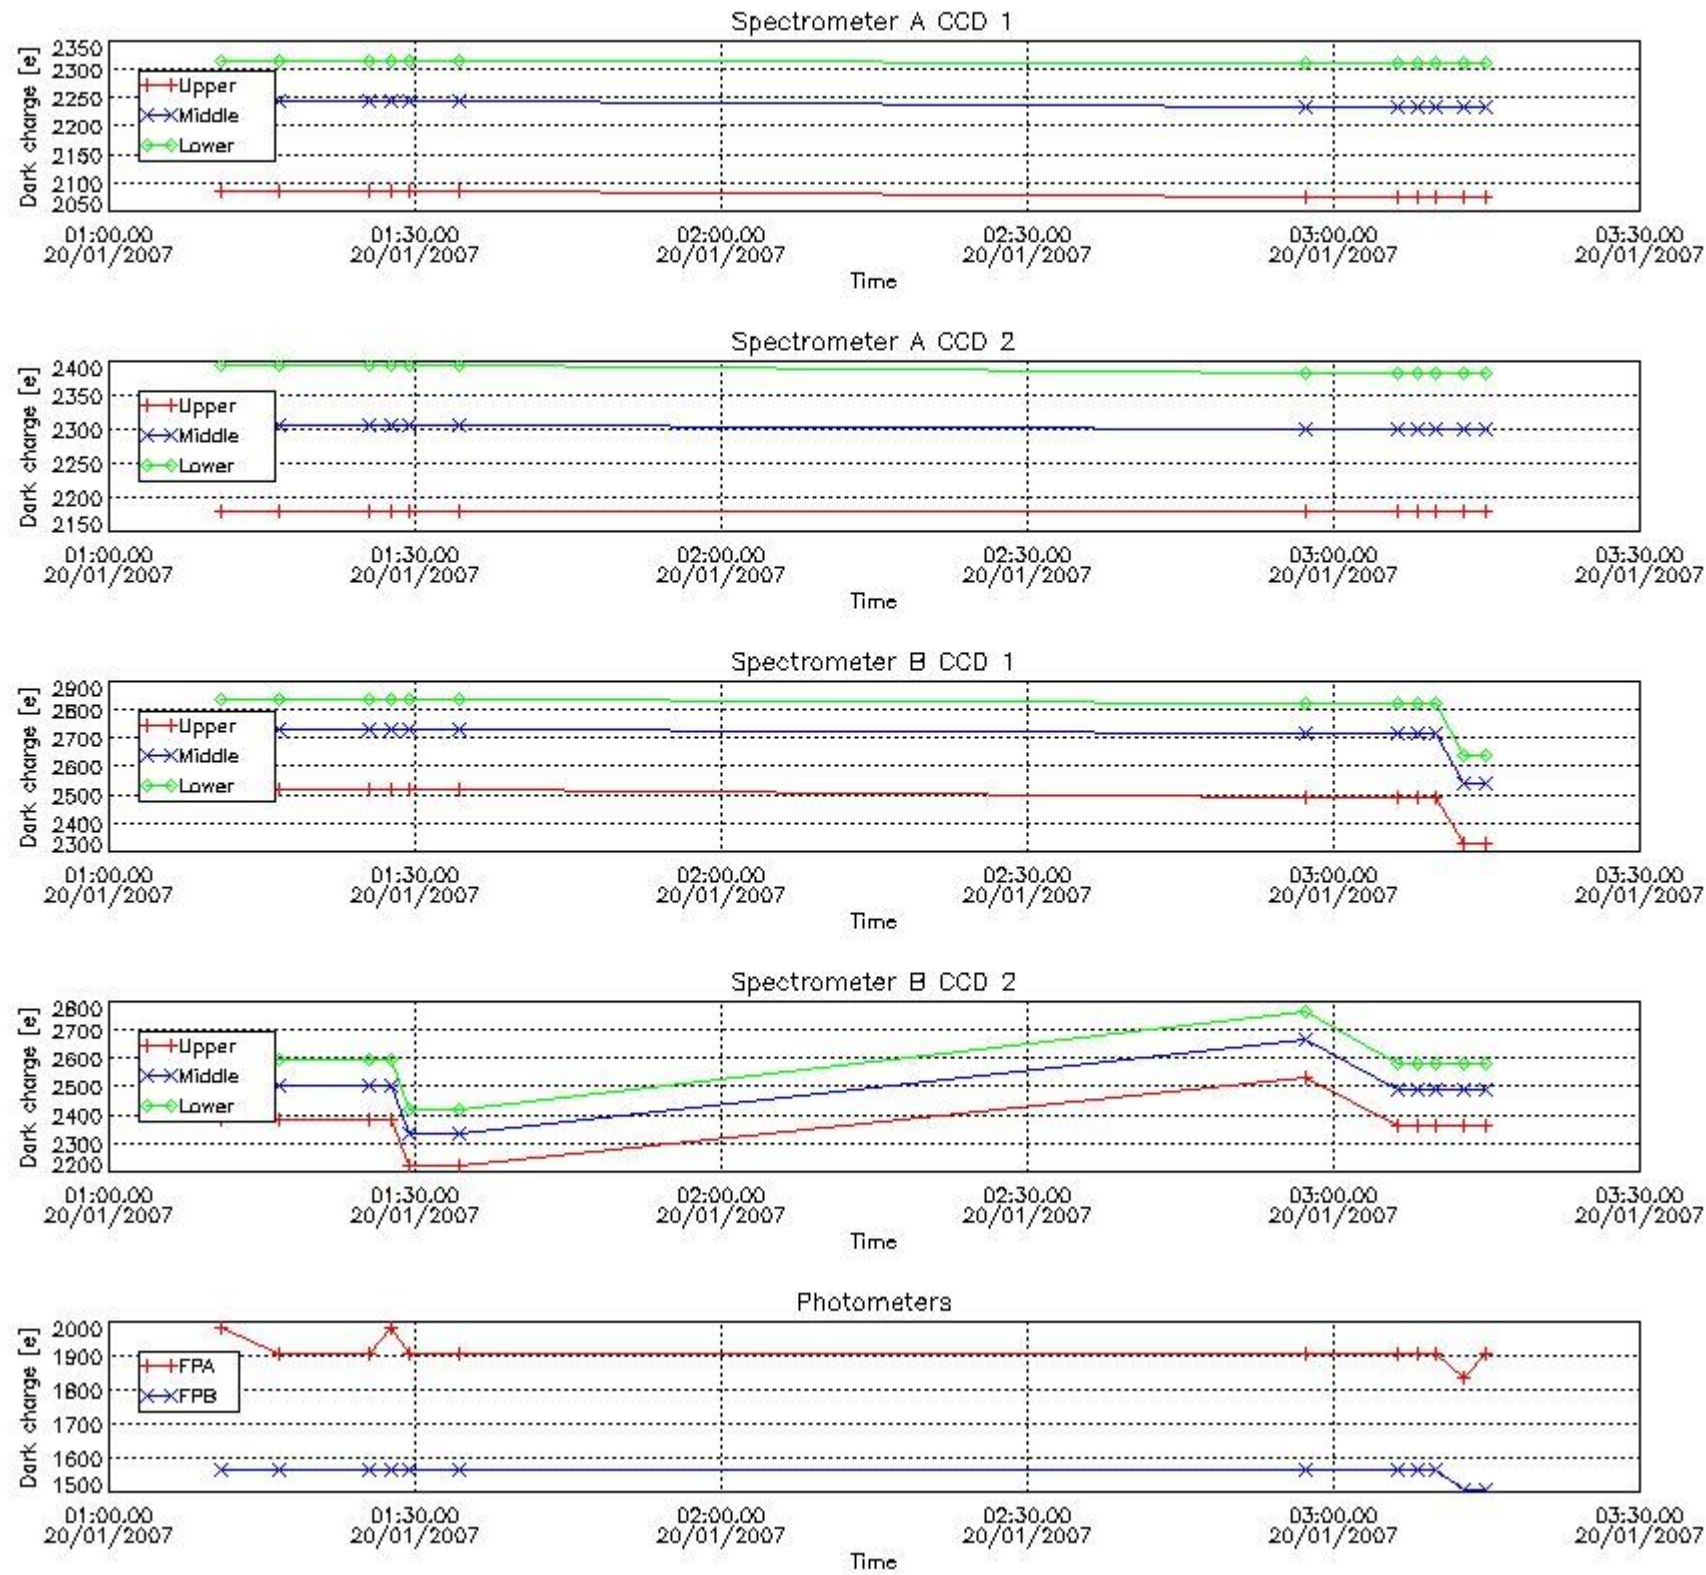 Spectrometer A CCD 1
Dark charge [e]
2350
2300
2250
2200
2150
2100
2050
Upper
Middle
Lower
01:00.00 01:30.00 02:00.00 02:30.00 03:00.00 03:30.00
20/01/2007 20/01/2007 20/01/2007 20/01/2007 20/01/2007 20/01/2007
Time
Spectrometer A CCD 2
Dark charge [e]
2400
2350
2300
2250
2200
2150
Upper
Middle
Lower
01:00.00 01:30.00 02:00.00 02:30.00 03:00.00 03:30.00
20/01/2007 20/01/2007 20/01/2007 20/01/2007 20/01/2007 20/01/2007
Time
Spectrometer B CCD 1
Dark charge [e]
2900
2800
2700
2600
2500
2400
2300
Upper
Middle
Lower
01:00.00 01:30.00 02:00.00 02:30.00 03:00.00 03:30.00
20/01/2007 20/01/2007 20/01/2007 20/01/2007 20/01/2007 20/01/2007
Time
Spectrometer B CCD 2
Dark charge [e]
2800
2700
2600
2500
2400
2300
2200
Upper
Middle
Lower
01:00.00 01:30.00 02:00.00 02:30.00 03:00.00 03:30.00
20/01/2007 20/01/2007 20/01/2007 20/01/2007 20/01/2007 20/01/2007
Time
Photometers
Dark charge [e]
2000
1900
1800
1700
1600
1500
FPA
FPB
01:00.00 01:30.00 02:00.00 02:30.00 03:00.00 03:30.00
20/01/2007 20/01/2007 20/01/2007 20/01/2007 20/01/2007 20/01/2007
Time